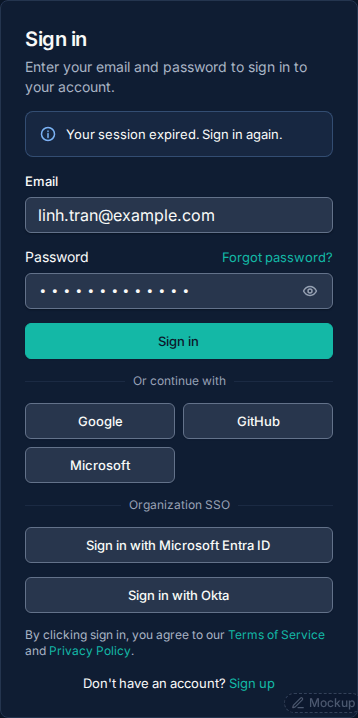 Sign in
Enter your email and password to sign in to
your account.
Your session expired. Sign in again.
Email
linh.tran@example.com
Password
Forgot password?
•••••••••••••
Sign in
Or continue with
Google
GitHub
Microsoft
Organization SSO
Sign in with Microsoft Entra ID
Sign in with Okta
By clicking sign in, you agree to our Terms of Service
and Privacy Policy.
Don't have an account? Sign up
Mockup